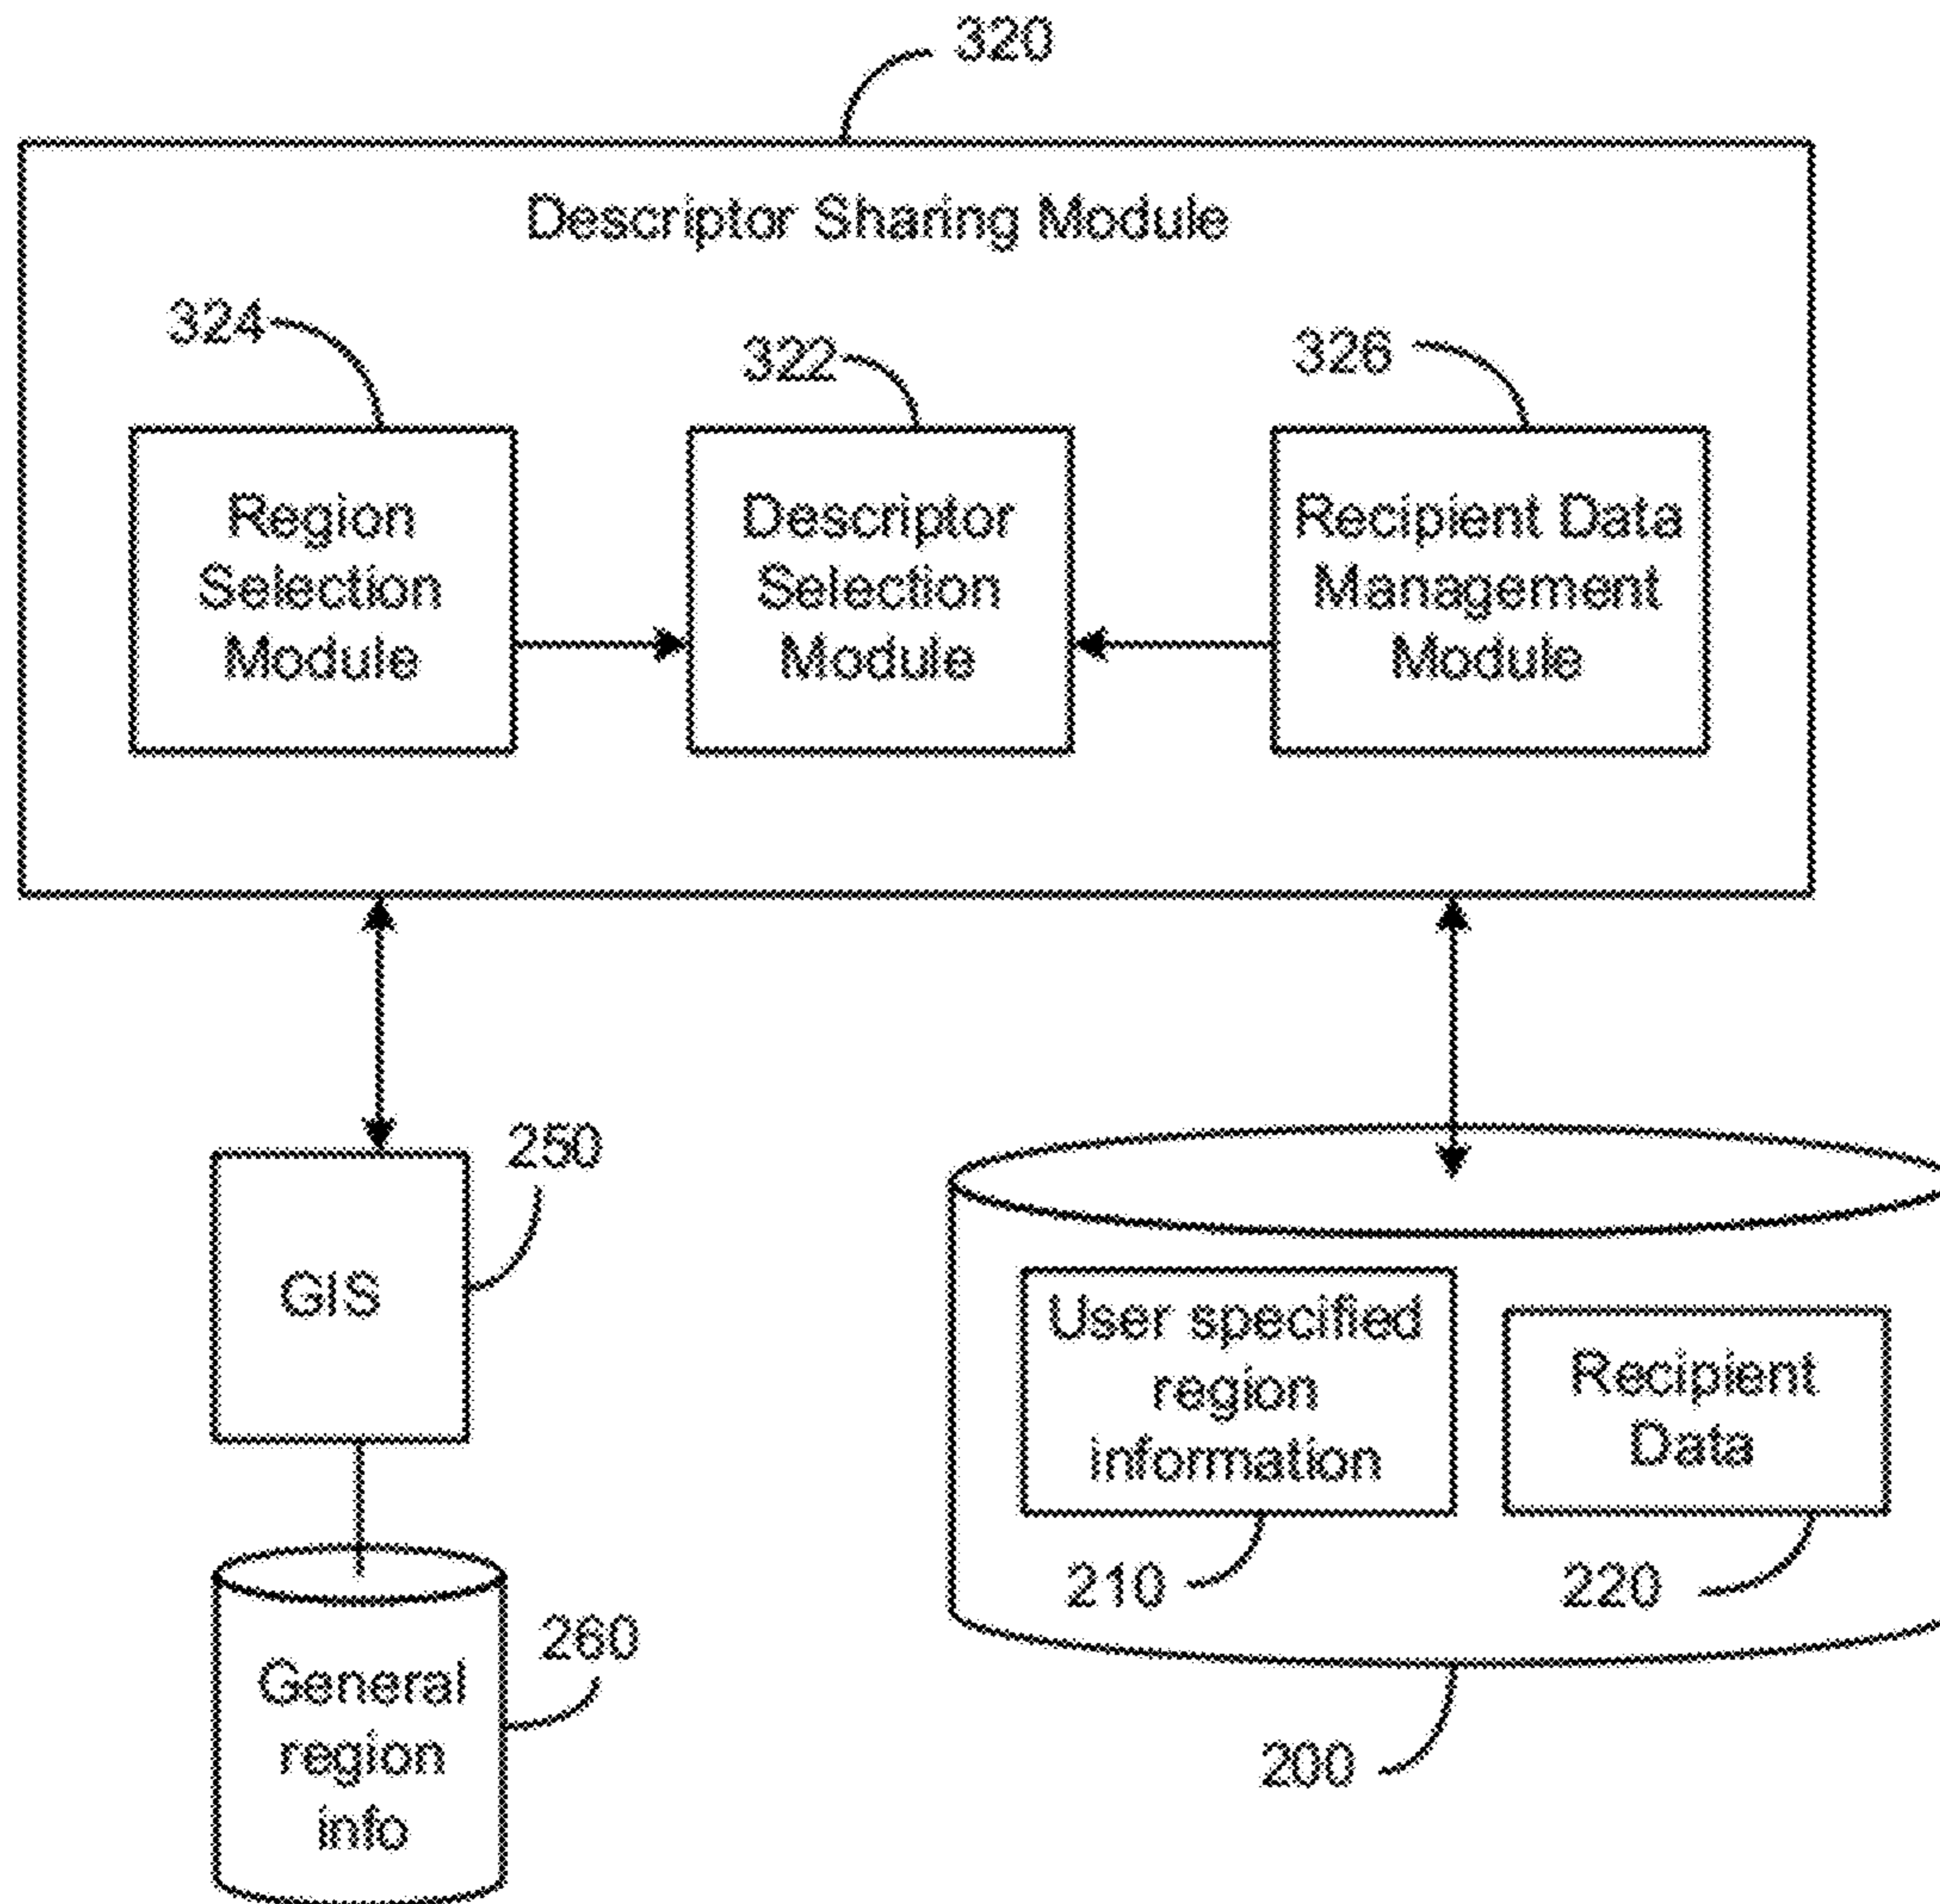 320
Descriptor Sharing Module
324
322
326
Region
Selection
Module
Descriptor
Selection
Module
Recipient Data
Management
Module
250
GIS
User specified
region
information
Recipient
Data
210
220
260
General
region
info
200